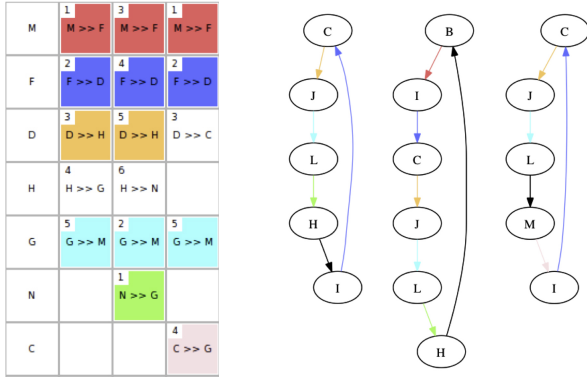 M 1 M >> F 3 M >> F 1 M >> F
F 2 F >> D 4 F >> D 2 F >> D
D 3 D >> H 5 D >> H 3 D >> C
H 4 H >> G 6 H >> N
G 5 G >> M 2 G >> M 5 G >> M
N 1 N >> G
C 4 C >> G
C
J
L
H
I
B
I
C
J
L
H
C
J
L
M
I